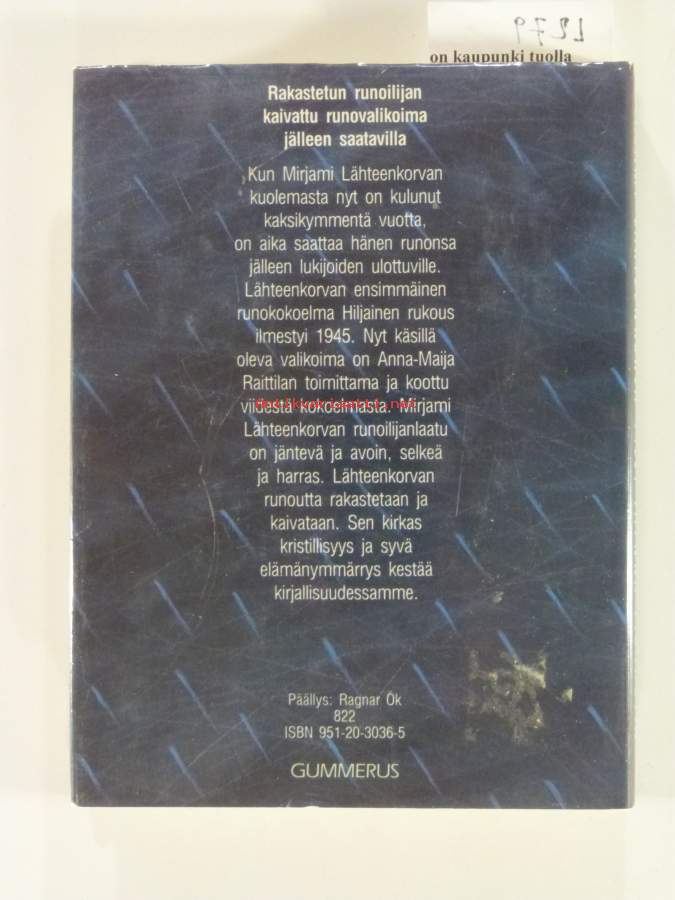 on kaupunki tuolla
Rakastetun runoilijan
kaivattu runovalikoima
jälleen saatavilla
Kun Mirjami Lähteenkorvan
kuolemasta nyt on kulunut
kaksikymmentä vuotta,
on aika saattaa hänen runonsa
jälleen lukijoiden ulottuville.
Lähteenkorvan ensimmäinen
runokokoelma Hiljainen rukous
ilmestyi 1945. Nyt käsillä
oleva valikoima on Anna-Maija
Raittilan toimittama ja koottu
viidestä kokoelmasta. Mirjami
Lähteenkorvan runoilijanlaatu
on jäntevä ja avoin, selkeä
ja harras. Lähteenkorvan
runoutta rakastetaan ja
kaivataan. Sen kirkas
kristillisyys ja syvä
elämänymmärrys kestää
kirjallisuudessamme.
Päällys: Ragnar Ök
822
ISBN 951-20-3036-5
GUMMERUS